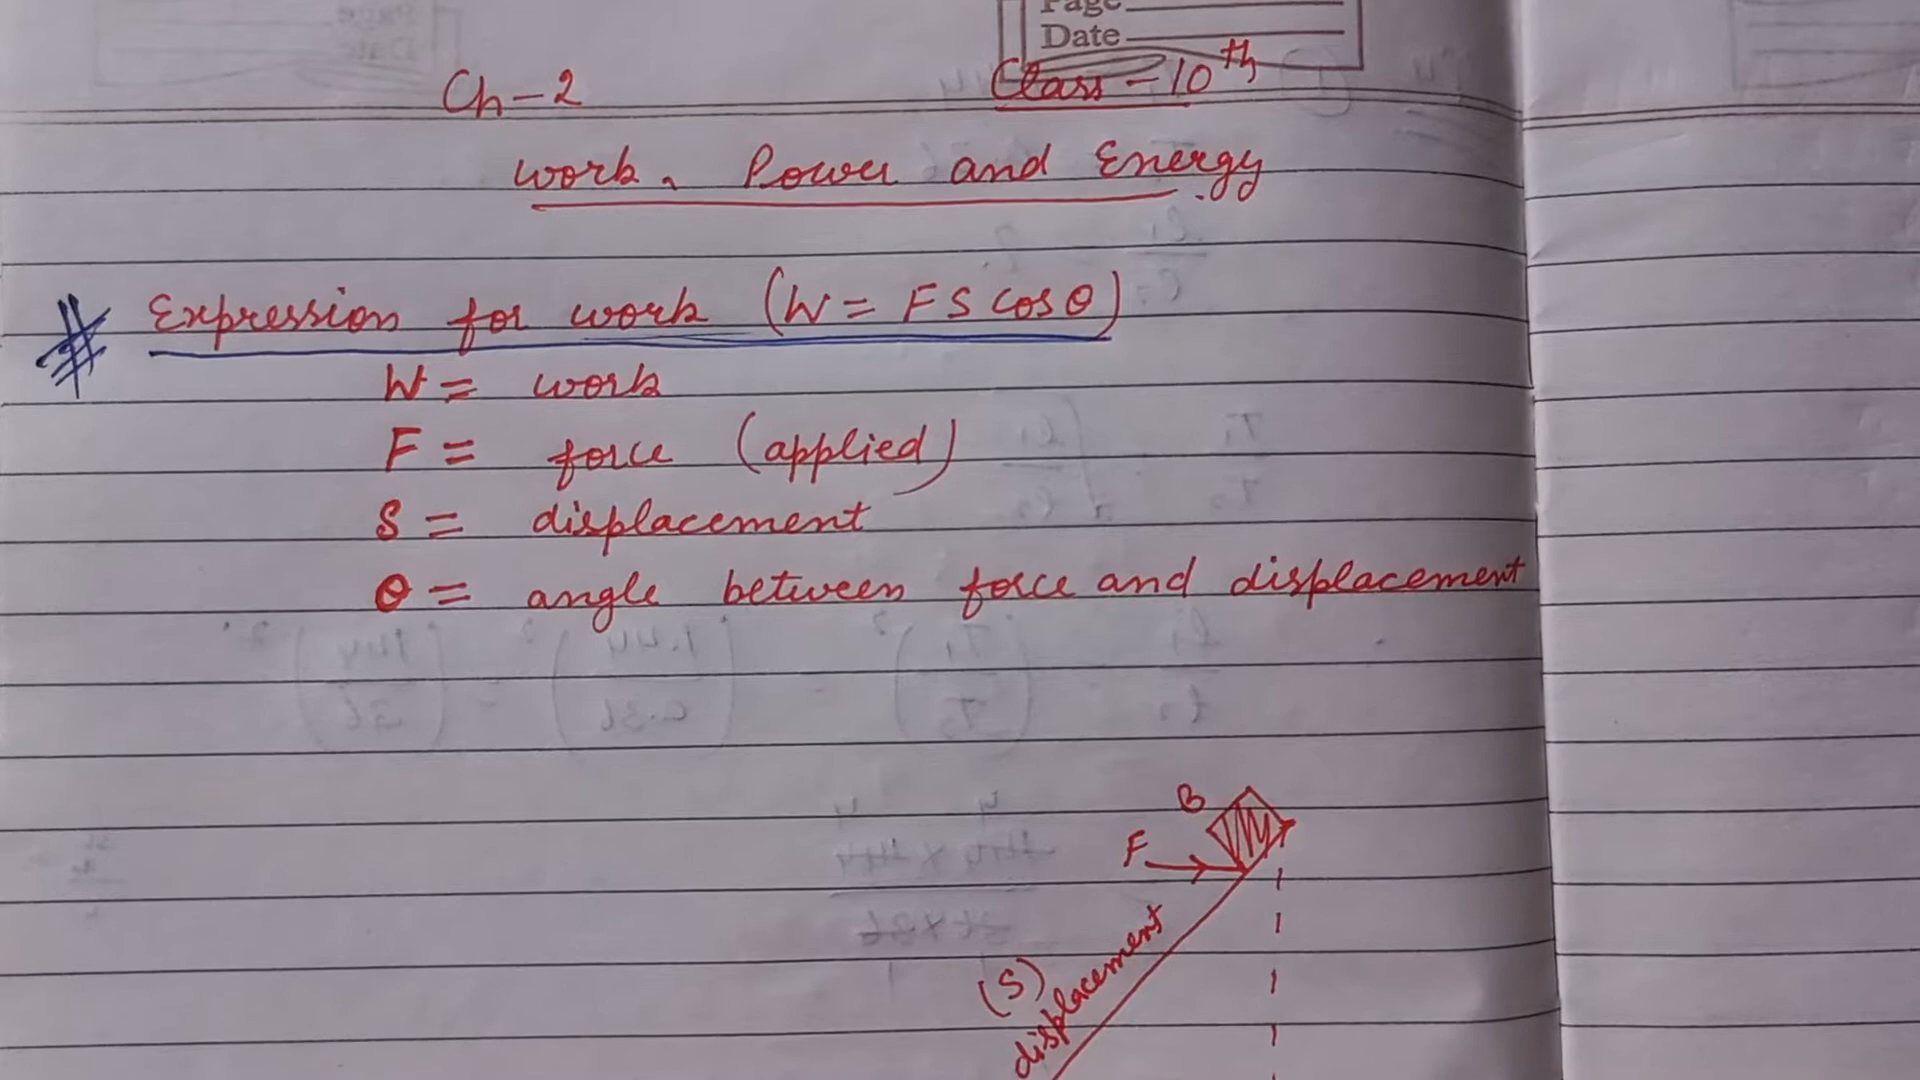 Page
Date
Ch-2
Class - 10th
Work, Power and Energy
# Expression for work (W = FS cosθ)
W = work
F = force (applied)
S = displacement
θ = angle between force and displacement
B
F
(S)
displacement